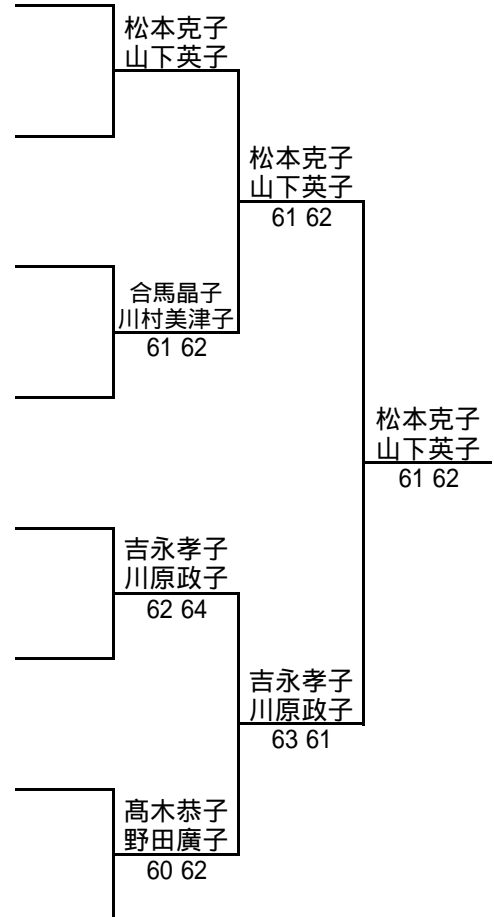 松本克子
山下英子
松本克子
山下英子
61 62
合馬晶子
川村美津子
61 62
松本克子
山下英子
61 62
吉永孝子
川原政子
62 64
吉永孝子
川原政子
63 61
髙木恭子
野田廣子
60 62